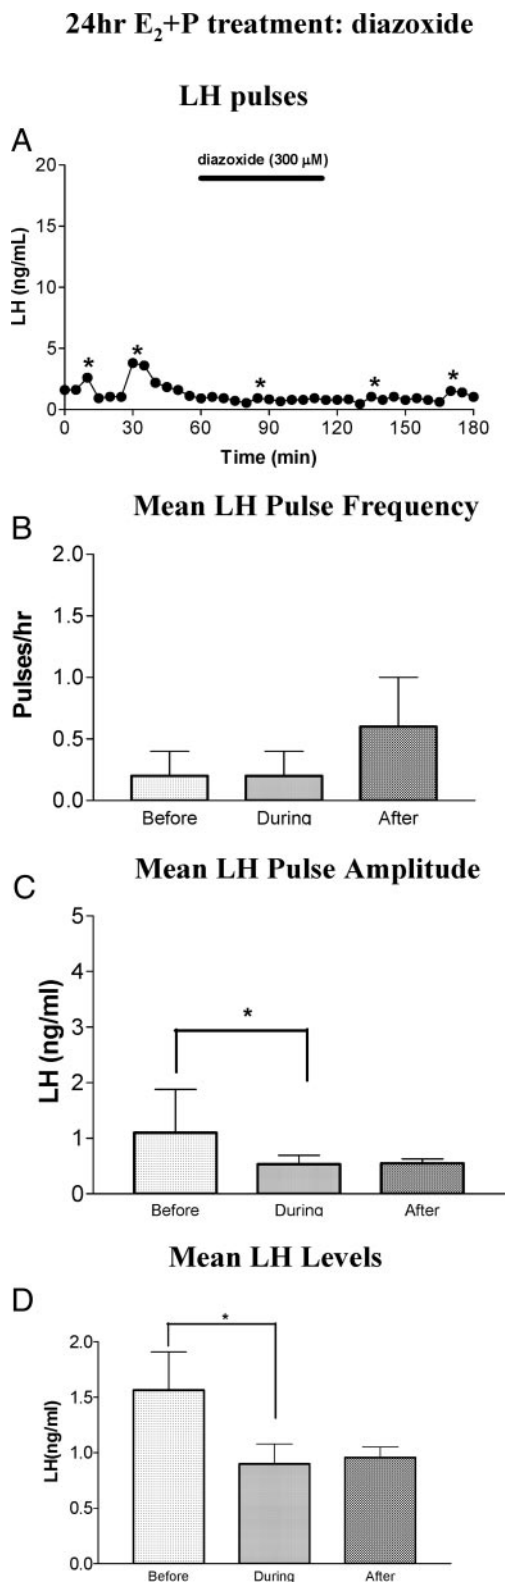 24hr E₂+P treatment: diazoxide
LH pulses
A
diazoxide (300 μM)
20
15
10
5
0
LH (ng/mL)
* * * * *
0 30 60 90 120 150 180
Time (min)
Mean LH Pulse Frequency
B
2.0
1.5
1.0
0.5
0.0
Pulses/hr
Before During After
Mean LH Pulse Amplitude
C
5
4
3
2
1
0
LH (ng/ml)
*
Before During After
Mean LH Levels
D
2.0
1.5
1.0
0.5
0.0
LH(ng/ml)
*
Before During After